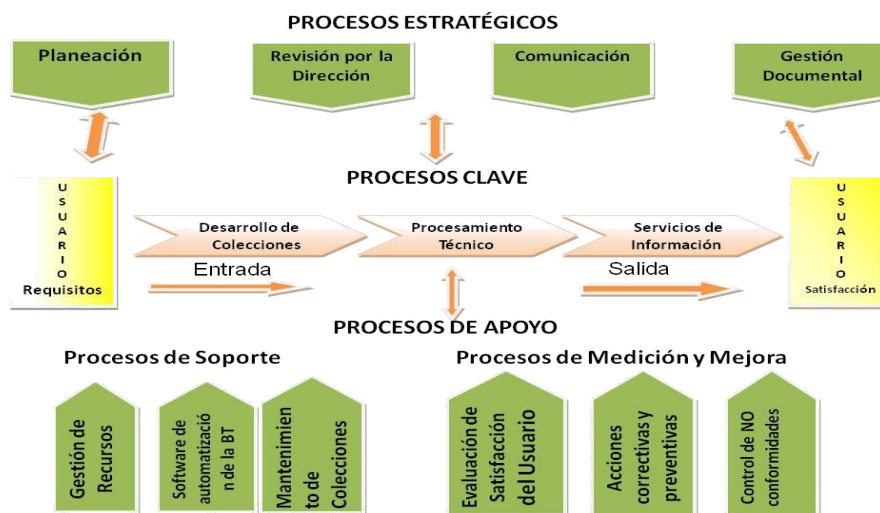 PROCESOS ESTRATÉGICOS
Planeación
Revisión por la
Dirección
Comunicación
Gestión
Documental
PROCESOS CLAVE
USUARIO
Requisitos
Desarrollo de
Colecciones
Procesamiento
Técnico
Servicios de
Información
USUARIO
Satisfacción
Entrada
Salida
PROCESOS DE APOYO
Procesos de Soporte
Procesos de Medición y Mejora
Gestión de
Recursos
Software de
automatizació
n de la BT
Mantenimien
to de
Colecciones
Evaluación de
Satisfacción
del Usuario
Acciones
correctivas y
preventivas
Control de NO
conformidades